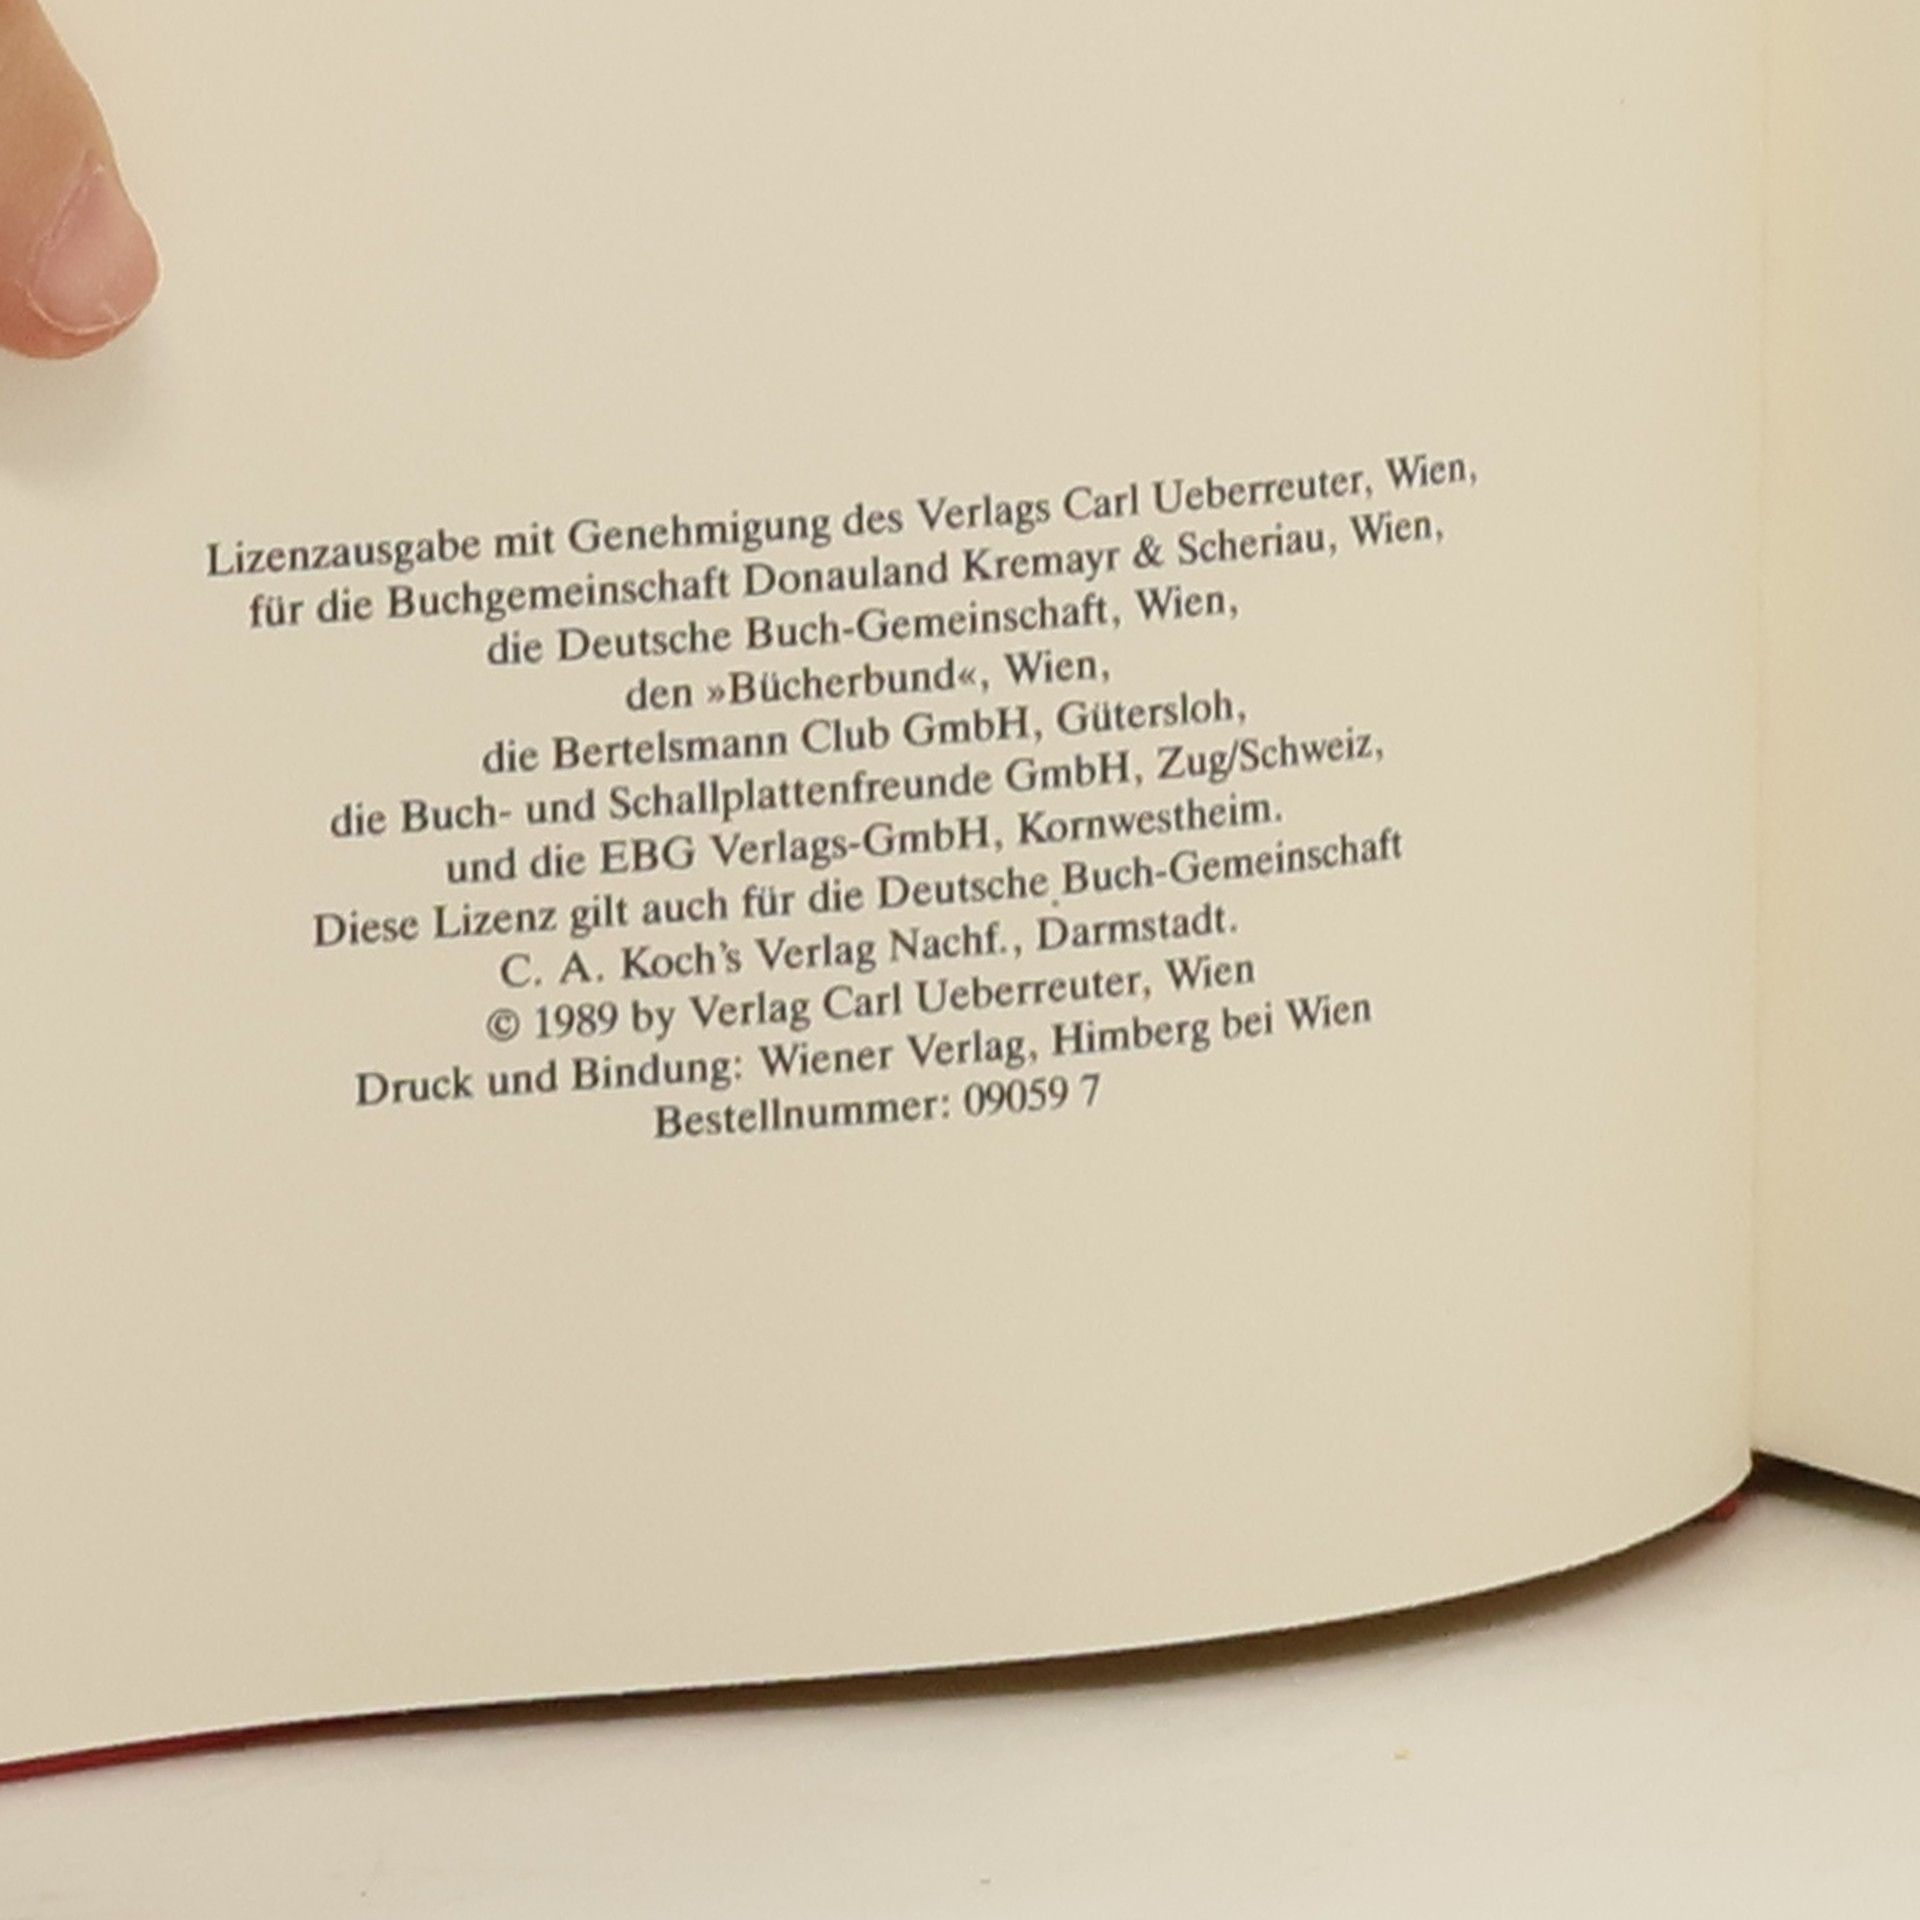 Lizenzausgabe mit Genehmigung des Verlags Carl Ueberreuter, Wien,
für die Buchgemeinschaft Donauland Kremayr & Scheriau, Wien,
die Deutsche Buch-Gemeinschaft, Wien,
den »Bücherbund«, Wien,
die Bertelsmann Club GmbH, Gütersloh,
die Buch- und Schallplattenfreunde GmbH, Zug/Schweiz,
und die EBG Verlags-GmbH, Kornwestheim.
Diese Lizenz gilt auch für die Deutsche Buch-Gemeinschaft
C. A. Koch's Verlag Nachf., Darmstadt.
© 1989 by Verlag Carl Ueberreuter, Wien
Druck und Bindung: Wiener Verlag, Himberg bei Wien
Bestellnummer: 09059 7